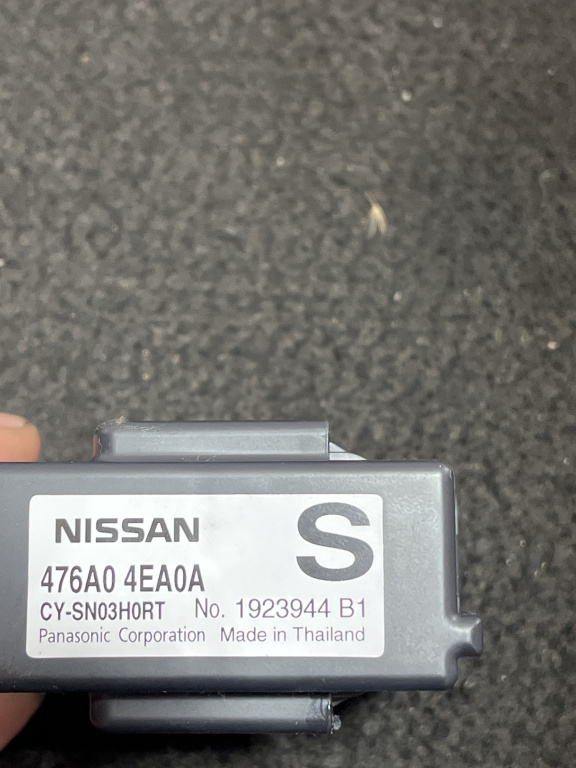 NISSAN
S
476A0 4EA0A
CY-SN03H0RT No. 1923944 B1
Panasonic Corporation Made in Thailand